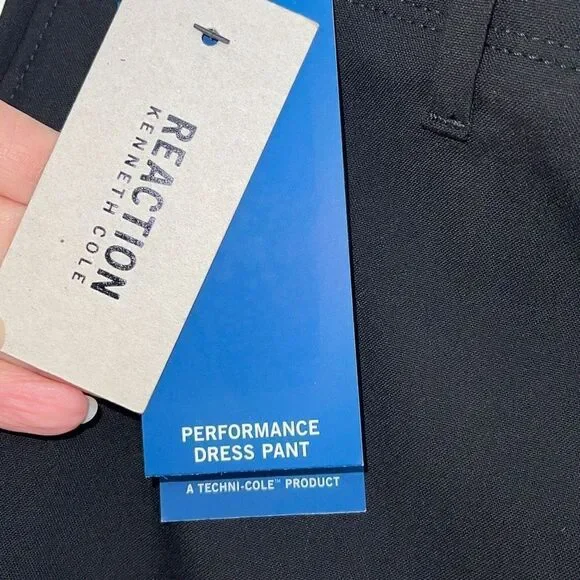 REACTION
KENNETH COLE
PERFORMANCE
DRESS PANT
A TECHNI-COLE™ PRODUCT